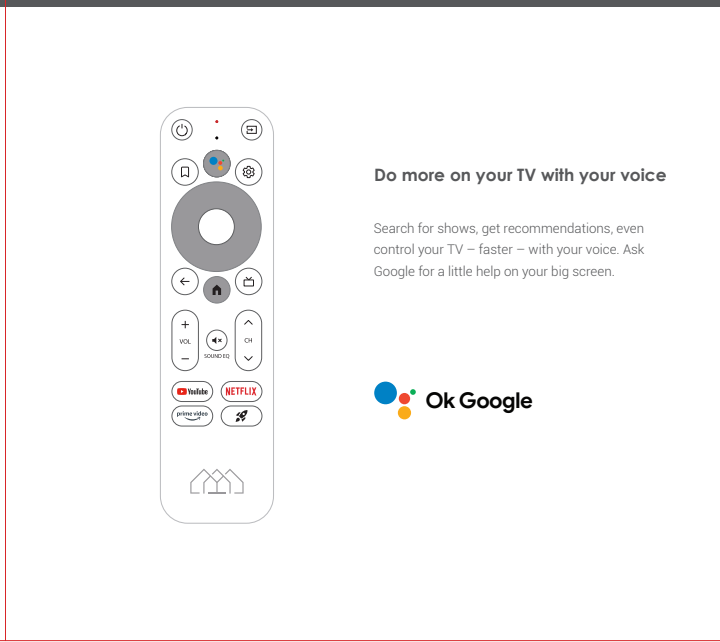 Do more on your TV with your voice
Search for shows, get recommendations, even
control your TV – faster – with your voice. Ask
Google for a little help on your big screen.
VOL
CH
SOUND EQ
YouTube
NETFLIX
prime video
Ok Google